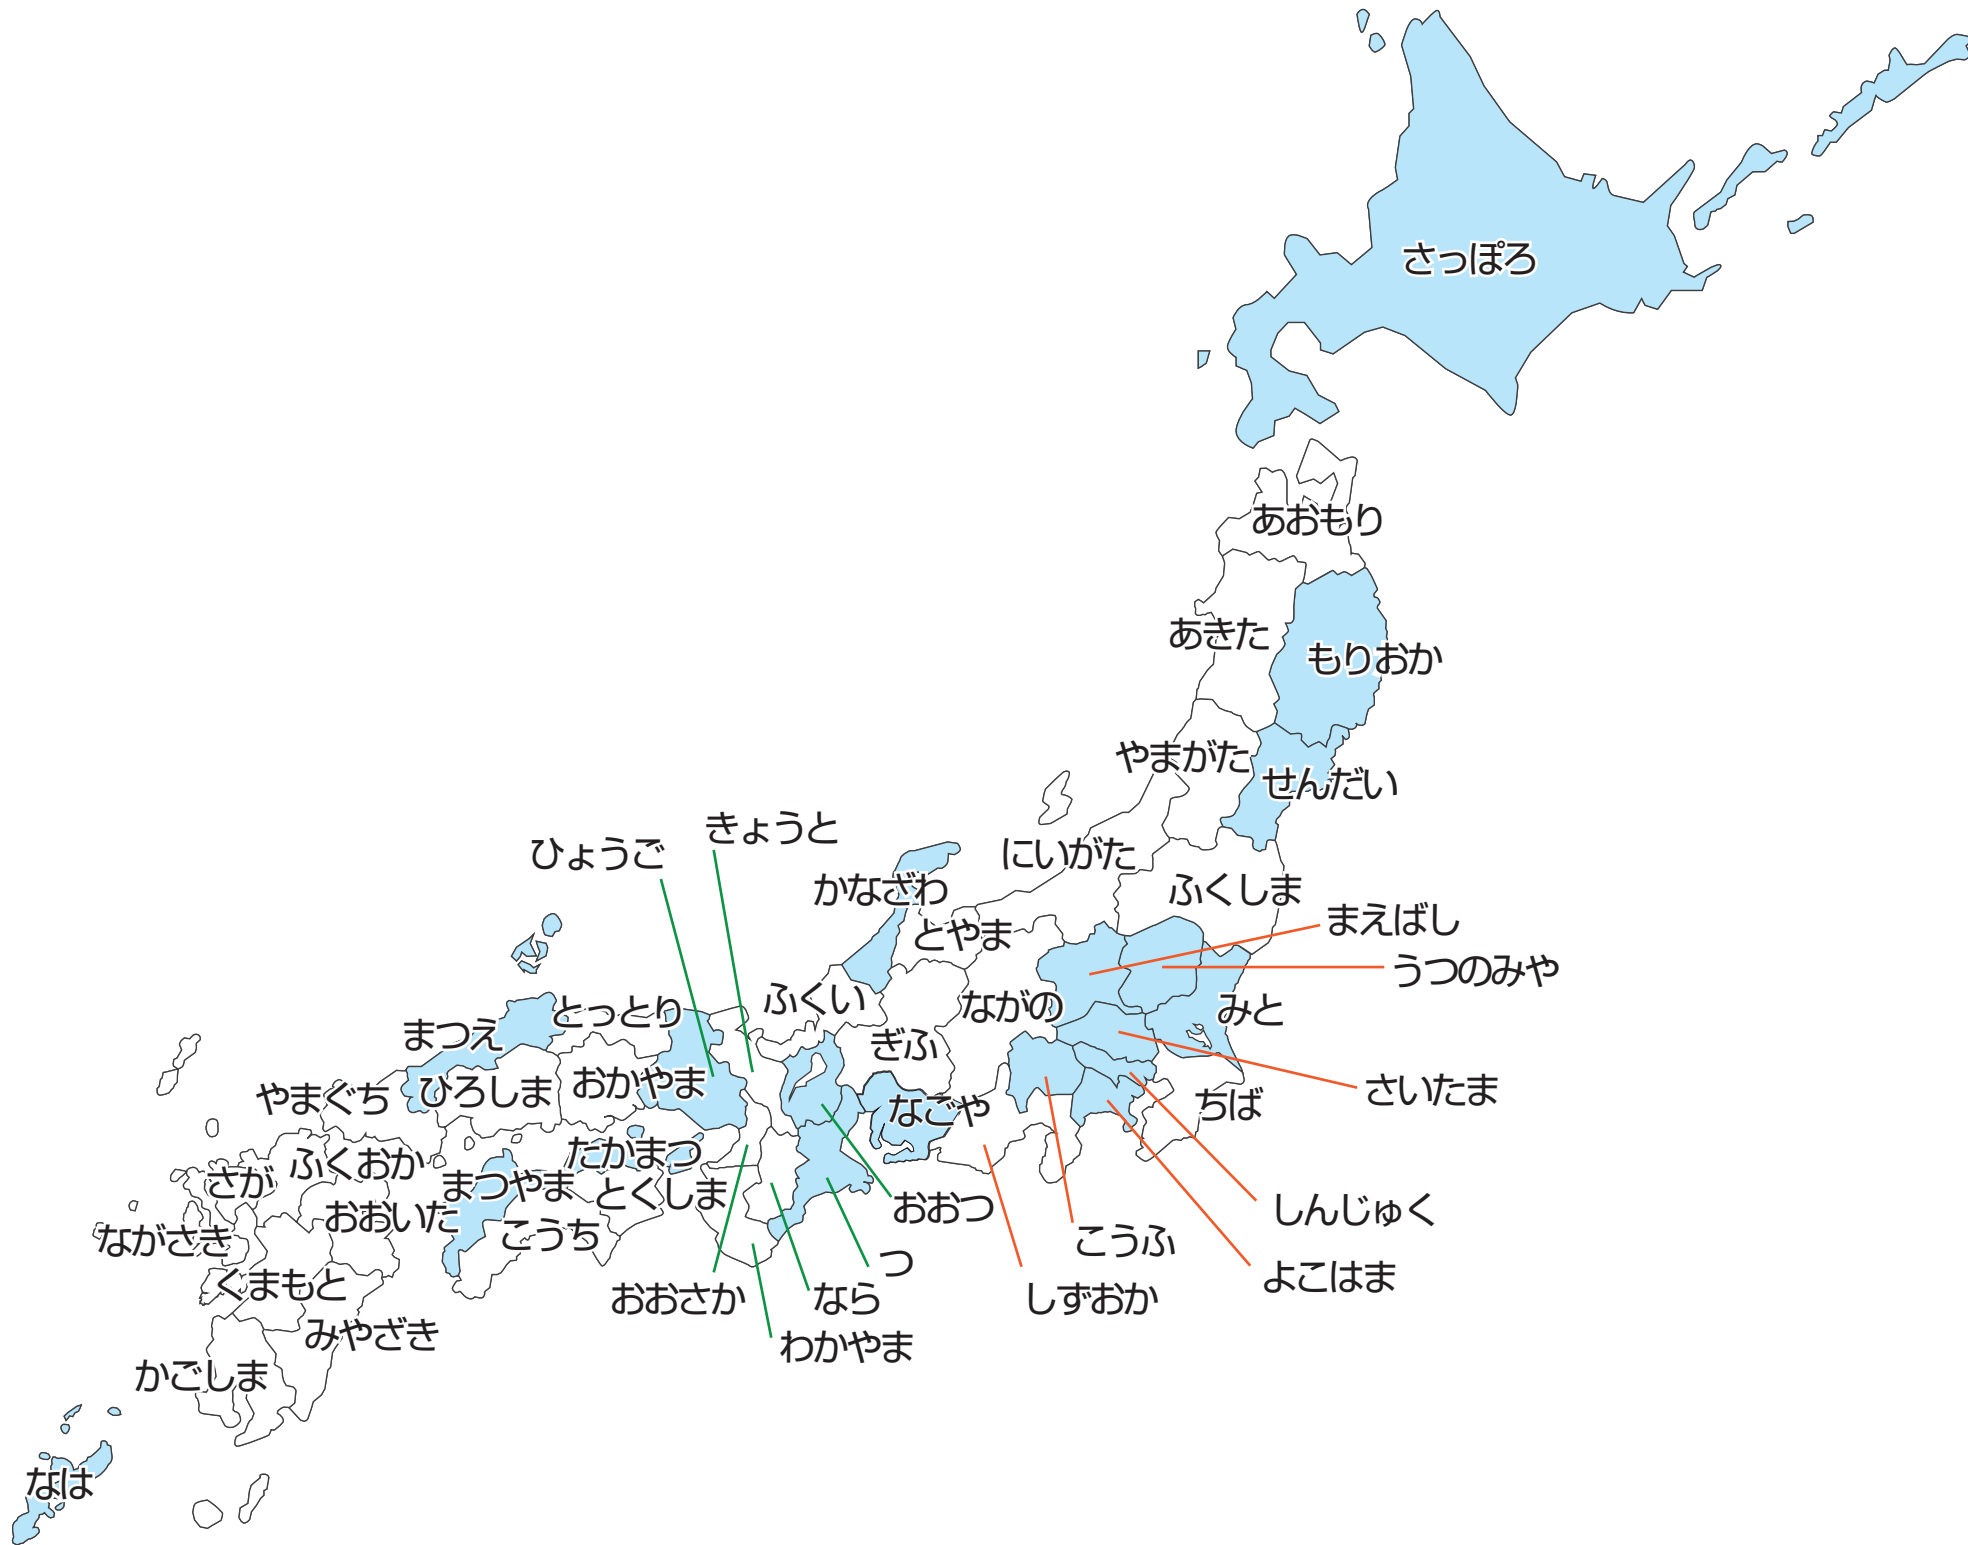 さっぽろ
あおもり
あきた
もりおか
やまがた
せんだい
きょうと
ひょうご
にいがた
かなざわ
ふくしま
まえばし
とやま
うつのみや
ふくい
ながの
みと
とっとり
まつえ
ぎふ
おかやま
ひろしま
さいたま
やまぐち
なごや
ちば
たかまつ
ふくおか
さが
まつやま
とくしま
おおつ
しんじゅく
おおいた
こうち
ながさき
こうふ
つ
よこはま
くまもと
おおさか
なら
しずおか
みやざき
わかやま
かごしま
なは